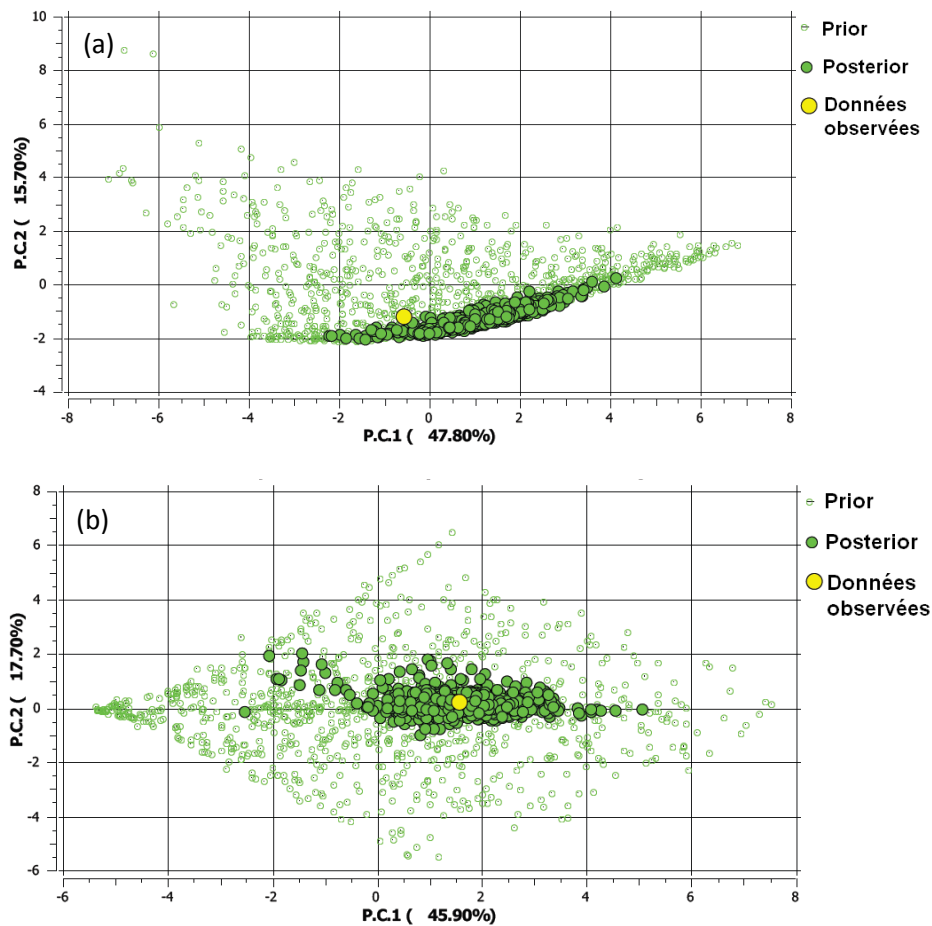 (a)
10
8
6
4
2
0
-2
-4
P.C.2 ( 15.70%)
-8 -6 -4 -2 0 2 4 6 8
P.C.1 ( 47.80%)
Prior
Posterior
Données
observées
(b)
8
6
4
2
0
-2
-4
-6
P.C.2 ( 17.70%)
-6 -4 -2 0 2 4 6 8
P.C.1 ( 45.90%)
Prior
Posterior
Données
observées